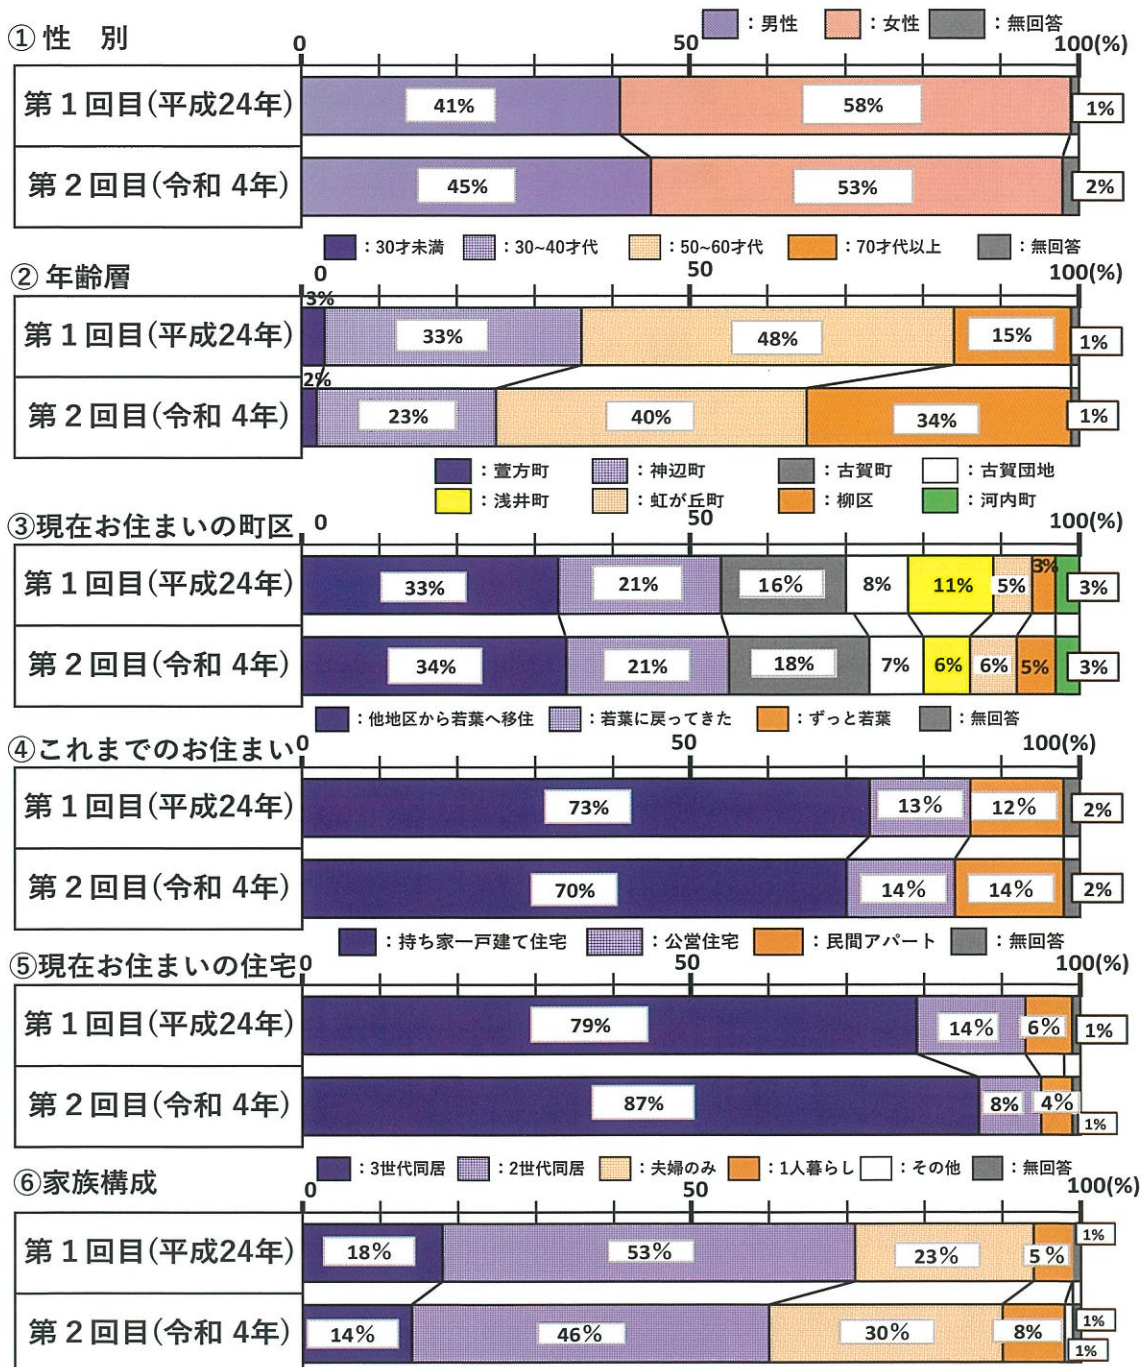 ：男性 ：女性 ：無回答
① 性　別
0 50 100(%)
第１回目(平成24年) 41% 58% 1%
第２回目(令和 4年) 45% 53% 2%
：30才未満 ：30~40才代 ：50~60才代 ：70才代以上 ：無回答
② 年齢層
0 50 100(%)
第１回目(平成24年) 3% 33% 48% 15% 1%
第２回目(令和 4年) 2% 23% 40% 34% 1%
：萱方町 ：神辺町 ：古賀町 ：古賀団地
：浅井町 ：虹が丘町 ：柳区 ：河内町
③現在お住まいの町区
0 50 100(%)
第１回目(平成24年) 33% 21% 16% 8% 11% 5% 3% 3%
第２回目(令和 4年) 34% 21% 18% 7% 6% 6% 5% 3%
：他地区から若葉へ移住 ：若葉に戻ってきた ：ずっと若葉 ：無回答
④これまでのお住まい
0 50 100(%)
第１回目(平成24年) 73% 13% 12% 2%
第２回目(令和 4年) 70% 14% 14% 2%
：持ち家一戸建て住宅 ：公営住宅 ：民間アパート ：無回答
⑤現在お住まいの住宅
0 50 100(%)
第１回目(平成24年) 79% 14% 6% 1%
第２回目(令和 4年) 87% 8% 4% 1%
：3世代同居 ：2世代同居 ：夫婦のみ ：1人暮らし ：その他 ：無回答
⑥家族構成
0 50 100(%)
第１回目(平成24年) 18% 53% 23% 5% 1%
第２回目(令和 4年) 14% 46% 30% 8% 1% 1%